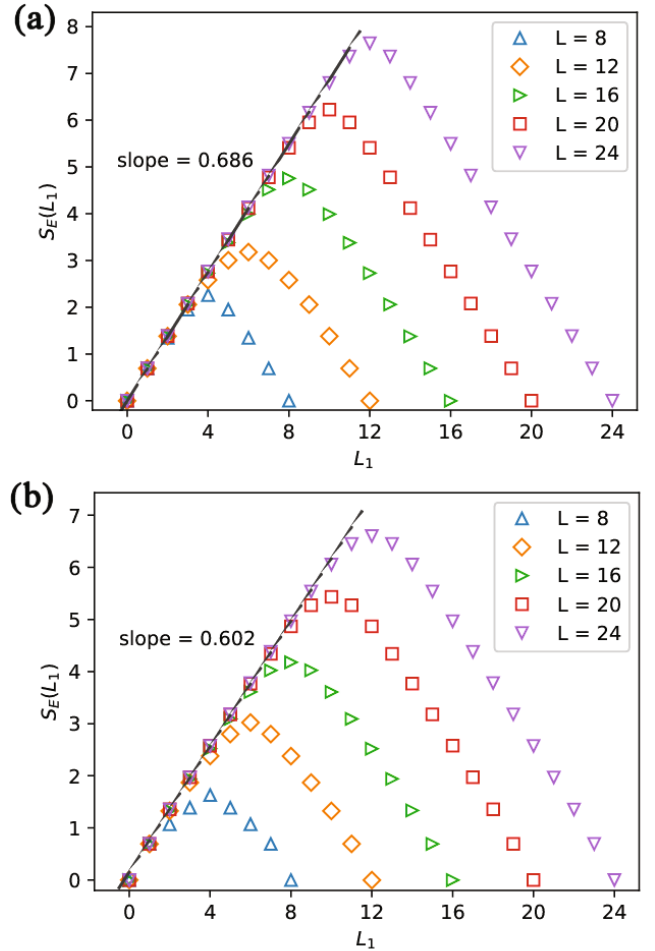 (a)
8
7
6
5
4
3
2
1
0
S_E(L_1)
slope = 0.686
L = 8
L = 12
L = 16
L = 20
L = 24
0 4 8 12 16 20 24
L_1
(b)
7
6
5
4
3
2
1
0
S_E(L_1)
slope = 0.602
L = 8
L = 12
L = 16
L = 20
L = 24
0 4 8 12 16 20 24
L_1